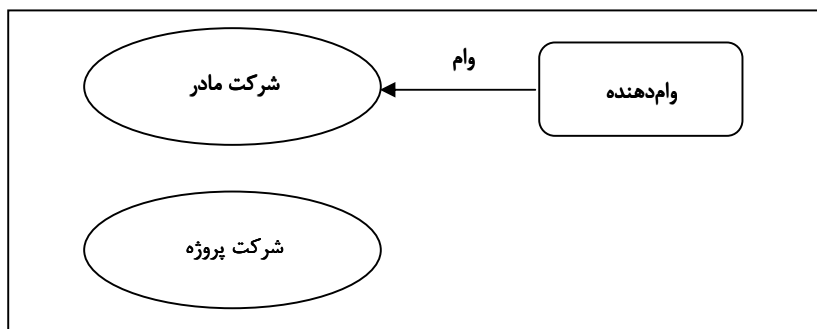 وام
وام‌دهنده
شرکت مادر
شرکت پروژه